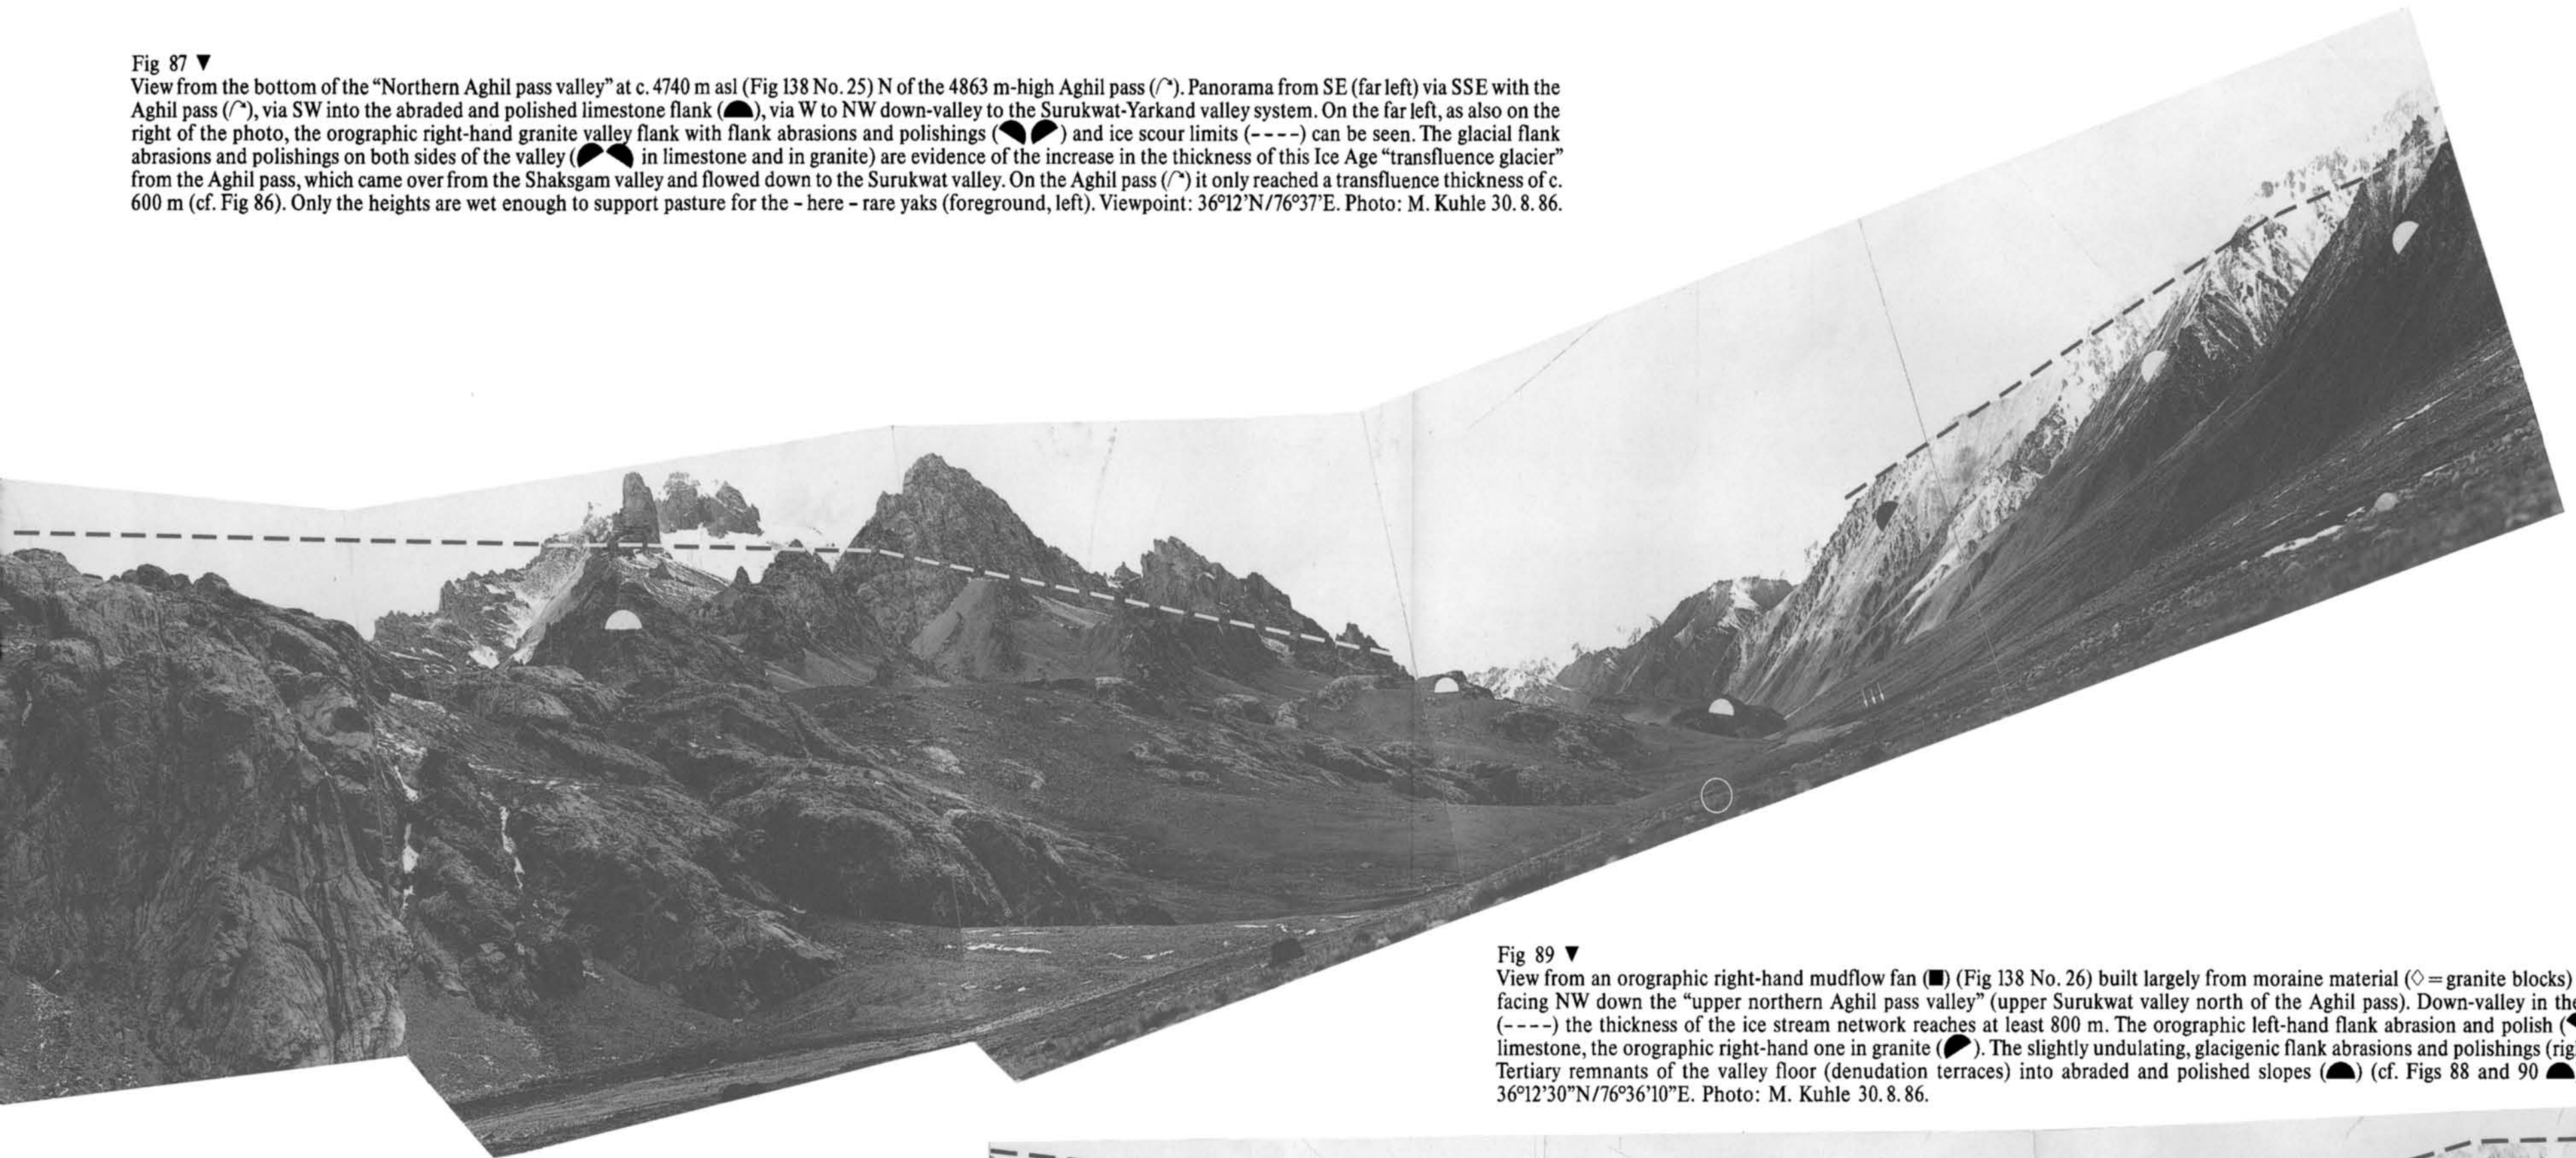 Fig 87 ▼
View from the bottom of the “Northern Aghil pass valley” at c. 4740 m asl (Fig 138 No. 25) N of the 4863 m-high Aghil pass (↷). Panorama from SE (far left) via SSE with the
Aghil pass (↷), via SW into the abraded and polished limestone flank (◓), via W to NW down-valley to the Surukwat-Yarkand valley system. On the far left, as also on the
right of the photo, the orographic right-hand granite valley flank with flank abrasions and polishings (◥ ◤) and ice scour limits (----) can be seen. The glacial flank
abrasions and polishings on both sides of the valley (◤◥ in limestone and in granite) are evidence of the increase in the thickness of this Ice Age “transfluence glacier”
from the Aghil pass, which came over from the Shaksgam valley and flowed down to the Surukwat valley. On the Aghil pass (↷) it only reached a transfluence thickness of c.
600 m (cf. Fig 86). Only the heights are wet enough to support pasture for the – here – rare yaks (foreground, left). Viewpoint: 36°12’N/76°37’E. Photo: M. Kuhle 30. 8. 86.
Fig 89 ▼
View from an orographic right-hand mudflow fan (■) (Fig 138 No. 26) built largely from moraine material (◇ = granite blocks)
facing NW down the “upper northern Aghil pass valley” (upper Surukwat valley north of the Aghil pass). Down-valley in the
(----) the thickness of the ice stream network reaches at least 800 m. The orographic left-hand flank abrasion and polish (
limestone, the orographic right-hand one in granite (◤). The slightly undulating, glacigenic flank abrasions and polishings (rig
Tertiary remnants of the valley floor (denudation terraces) into abraded and polished slopes (◓) (cf. Figs 88 and 90 ◓
36°12’30”N/76°36’10”E. Photo: M. Kuhle 30. 8. 86.